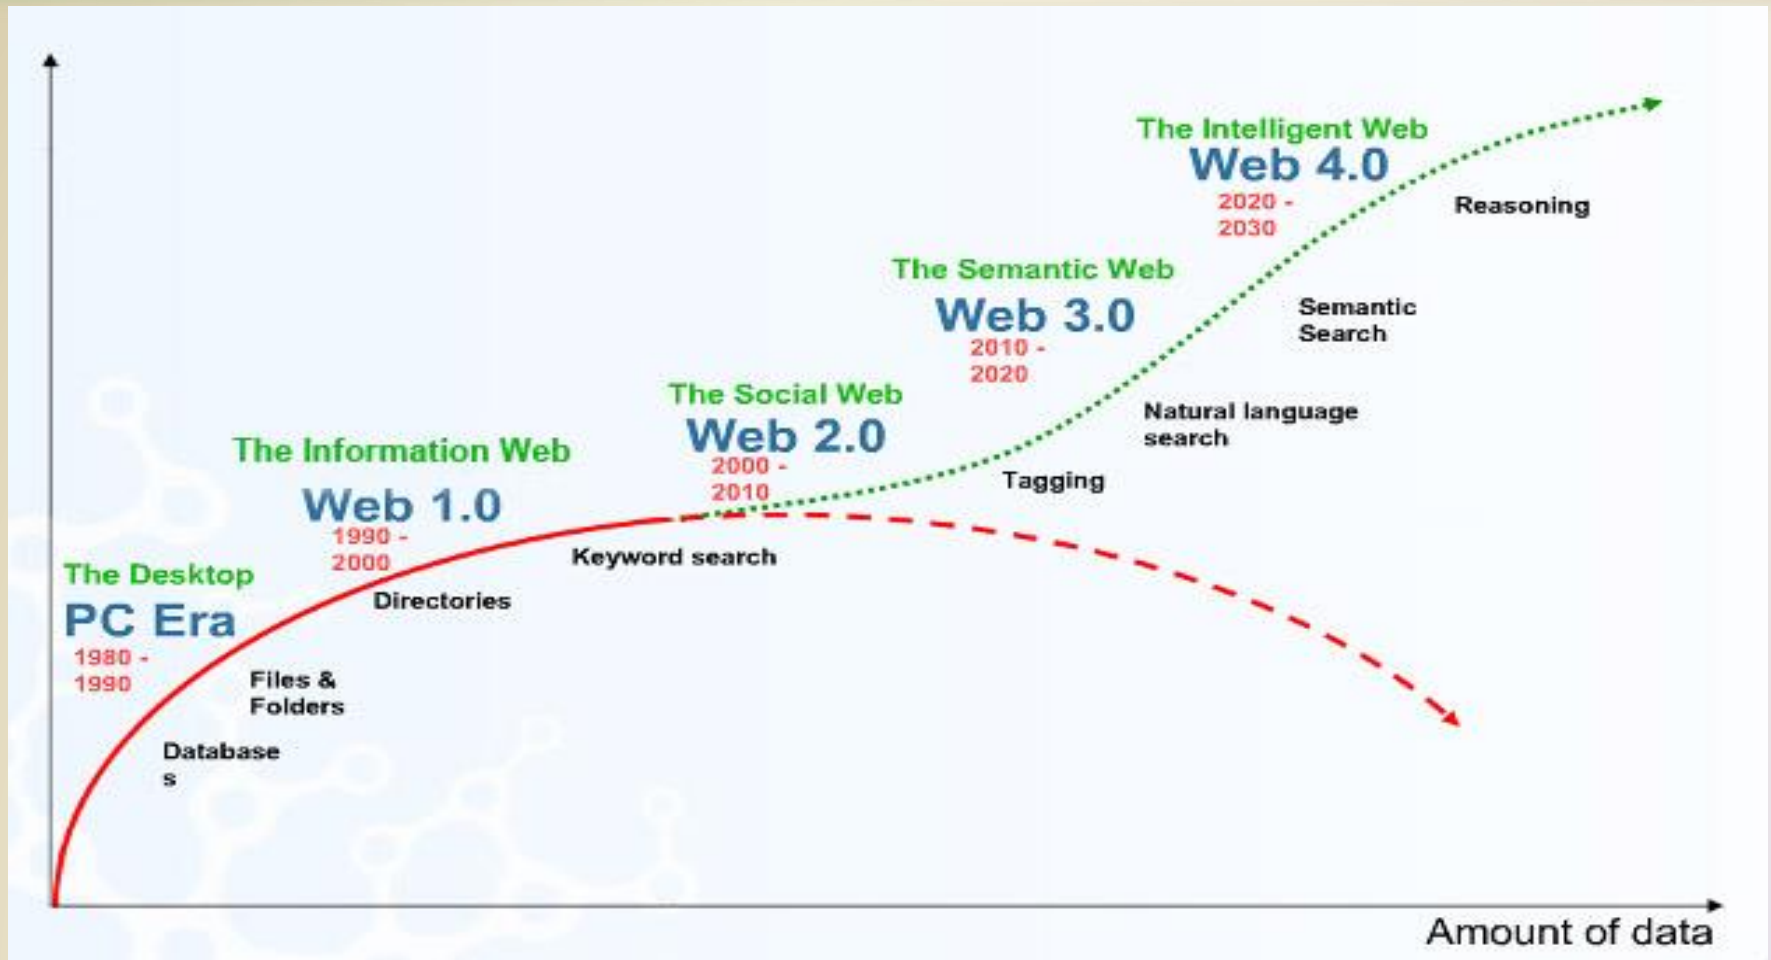 The Intelligent Web
Web 4.0
2020 -
2030
Reasoning
The Semantic Web
Web 3.0
2010 -
2020
Semantic
Search
The Social Web
Web 2.0
2000 -
2010
Natural language
search
Tagging
The Information Web
Web 1.0
1990 -
2000
Keyword search
Directories
The Desktop
PC Era
1980 -
1990
Files &
Folders
Database
s
Amount of data